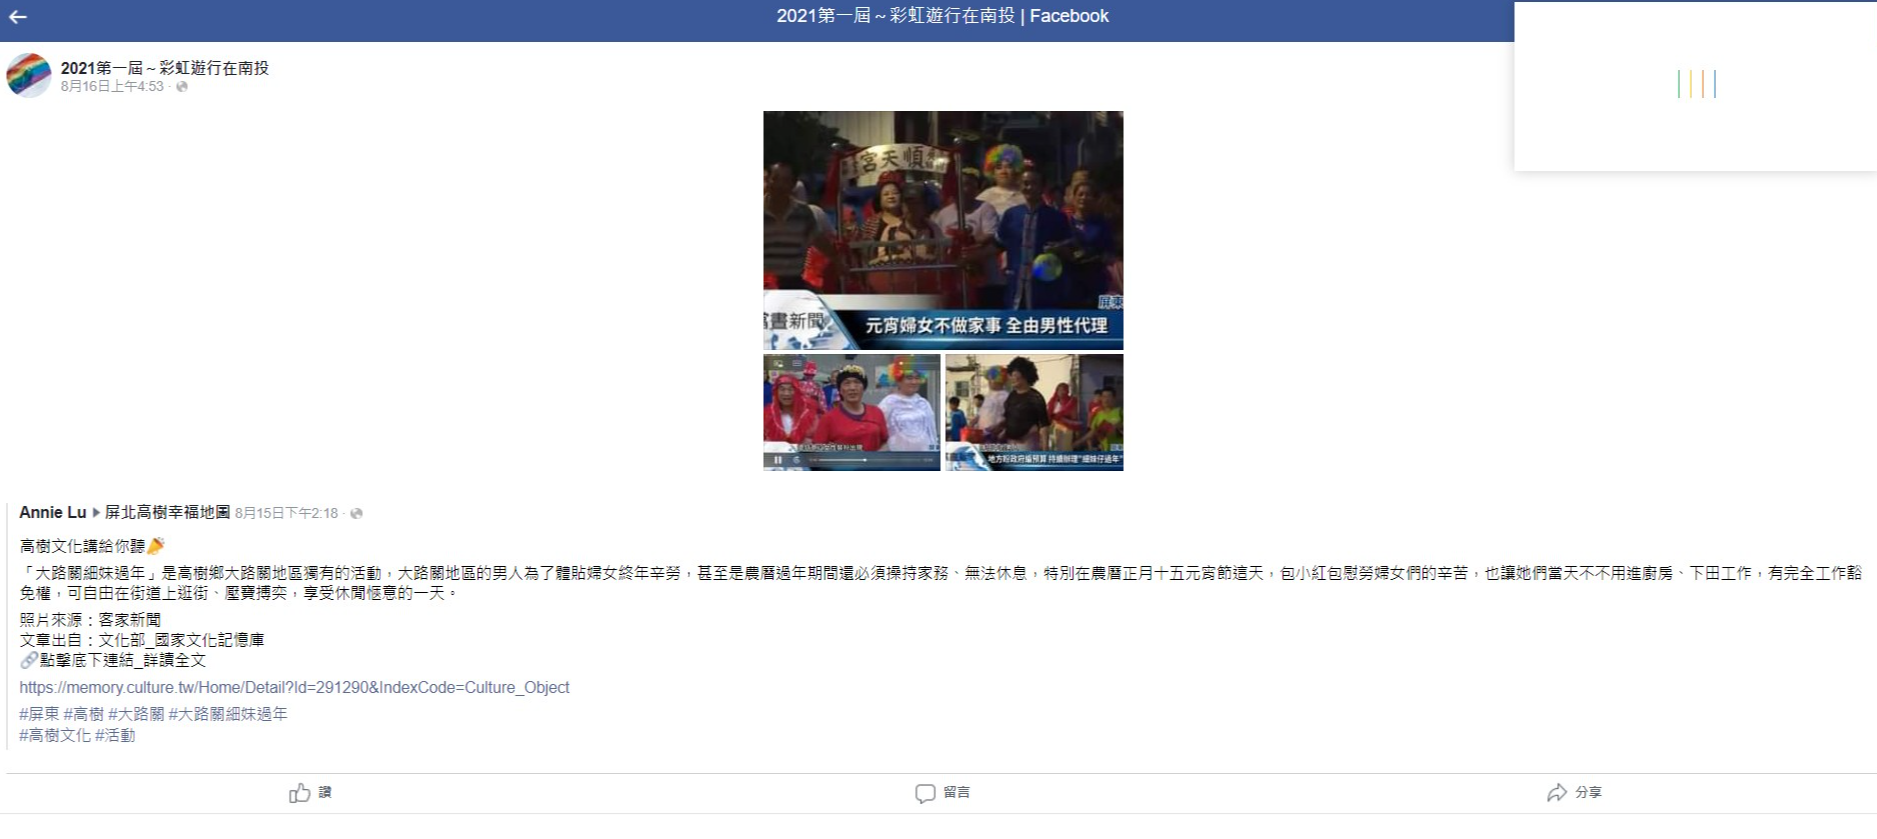 2021第一屆～彩虹遊行在南投 | Facebook
2021第一屆～彩虹遊行在南投
8月16日上午4:53 ·
宮天順
屏東
畫新聞
元宵婦女不做家事 全由男性代理
地方盼政府編預算 持續辦理"細妹仔過年"
Annie Lu ▸ 屏北高樹幸福地圖 8月15日下午2:18 ·
高樹文化講給你聽🎉
「大路關細妹過年」是高樹鄉大路關地區獨有的活動，大路關地區的男人為了體貼婦女終年辛勞，甚至是農曆過年期間還必須操持家務、無法休息，特別在農曆正月十五元宵節這天，包小紅包慰勞婦女們的辛苦，也讓她們當天不不用進廚房、下田工作，有完全工作豁
免權，可自由在街道上逛街、壓寶搏奕，享受休閒愜意的一天。
照片來源：客家新聞
文章出自：文化部_國家文化記憶庫
🔗點擊底下連結_詳讀全文
https://memory.culture.tw/Home/Detail?Id=291290&IndexCode=Culture_Object
#屏東 #高樹 #大路關 #大路關細妹過年
#高樹文化 #活動
讚
留言
分享